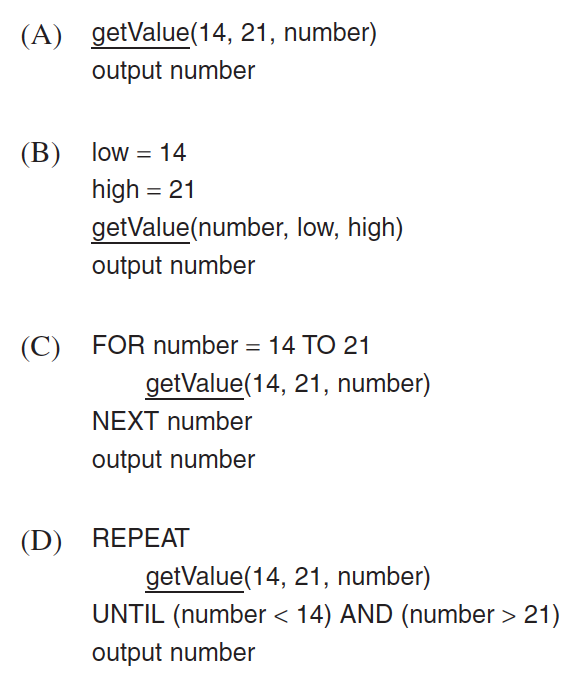 (A) getValue(14, 21, number)
output number
(B) low = 14
high = 21
getValue(number, low, high)
output number
(C) FOR number = 14 TO 21
getValue(14, 21, number)
NEXT number
output number
(D) REPEAT
getValue(14, 21, number)
UNTIL (number < 14) AND (number > 21)
output number